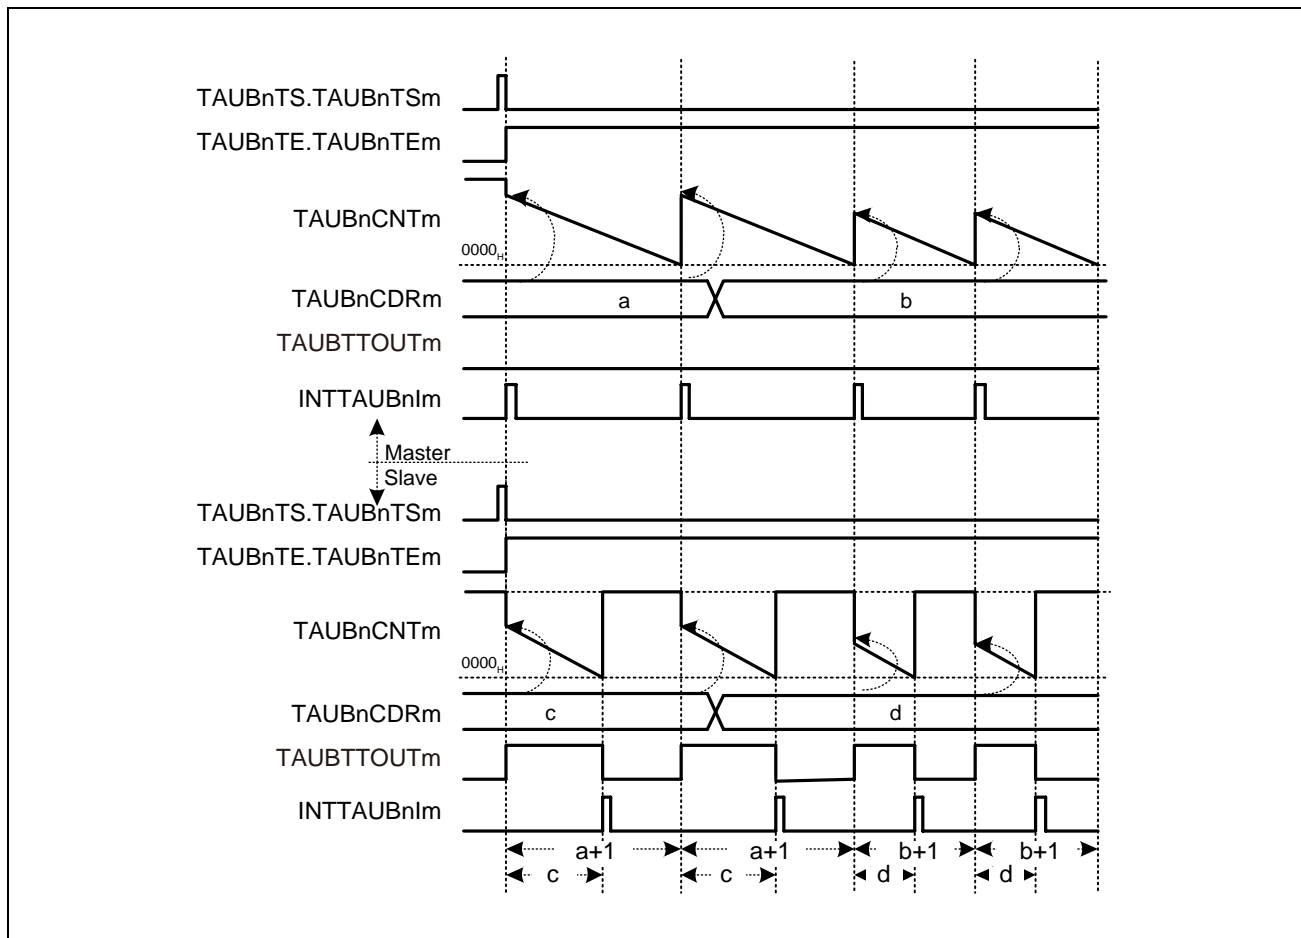 TAUBnTS.TAUBnTSm
TAUBnTE.TAUBnTEm
TAUBnCNTm
0000H
TAUBnCDRm
a
b
TAUBTTOUTm
INTTAUBnIm
Master
Slave
TAUBnTS.TAUBnTSm
TAUBnTE.TAUBnTEm
TAUBnCNTm
0000H
TAUBnCDRm
c
d
TAUBTTOUTm
INTTAUBnIm
a+1 a+1 b+1 b+1
c c d d